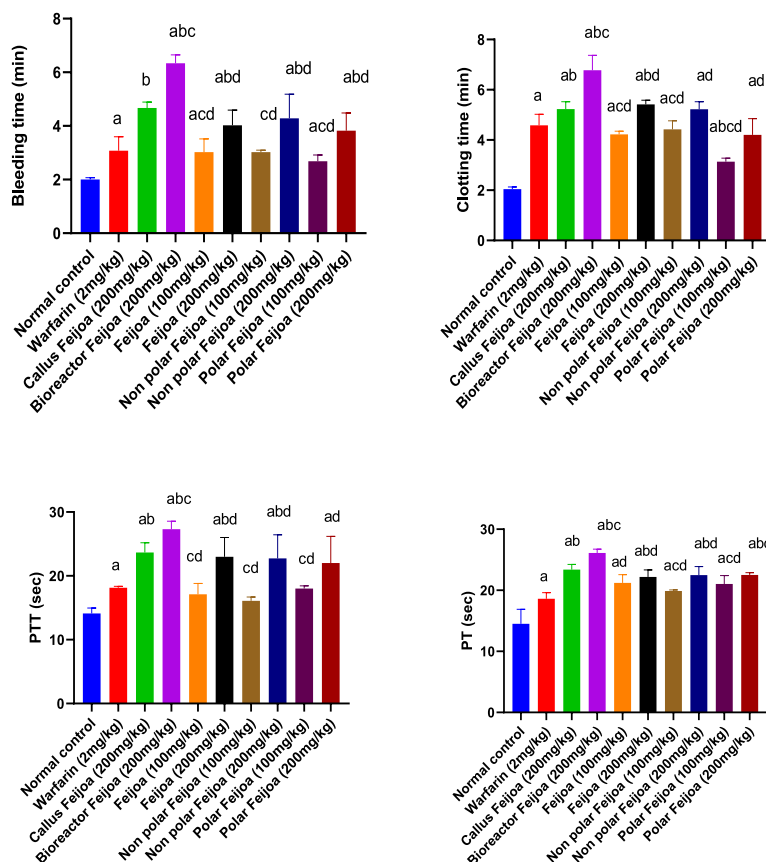 Bleeding time (min)
8
6
4
2
0
a
b
abc
acd
abd
cd
abd
acd
abd
Normal control
Warfarin (2mg/kg)
Callus Feijoa (200mg/kg)
Bioreactor Feijoa (200mg/kg)
Feijoa (100mg/kg)
Feijoa (200mg/kg)
Non polar Feijoa (100mg/kg)
Non polar Feijoa (200mg/kg)
Polar Feijoa (100mg/kg)
Polar Feijoa (200mg/kg)
Clotting time (min)
8
6
4
2
0
a
ab
abc
acd
abd
acd
ad
abcd
ad
Normal control
Warfarin (2mg/kg)
Callus Feijoa (200mg/kg)
Bioreactor Feijoa (200mg/kg)
Feijoa (100mg/kg)
Feijoa (200mg/kg)
Non polar Feijoa (100mg/kg)
Non polar Feijoa (200mg/kg)
Polar Feijoa (100mg/kg)
Polar Feijoa (200mg/kg)
PTT (sec)
30
20
10
0
a
ab
abc
cd
abd
cd
abd
cd
ad
Normal control
Warfarin (2mg/kg)
Callus Feijoa (200mg/kg)
Bioreactor Feijoa (200mg/kg)
Feijoa (100mg/kg)
Feijoa (200mg/kg)
Non polar Feijoa (100mg/kg)
Non polar Feijoa (200mg/kg)
Polar Feijoa (100mg/kg)
Polar Feijoa (200mg/kg)
PT (sec)
30
20
10
0
a
ab
abc
ad
abd
acd
abd
acd
abc
Normal control
Warfarin (2mg/kg)
Callus Feijoa (200mg/kg)
Bioreactor Feijoa (200mg/kg)
Feijoa (100mg/kg)
Feijoa (200mg/kg)
Non polar Feijoa (100mg/kg)
Non polar Feijoa (200mg/kg)
Polar Feijoa (100mg/kg)
Polar Feijoa (200mg/kg)